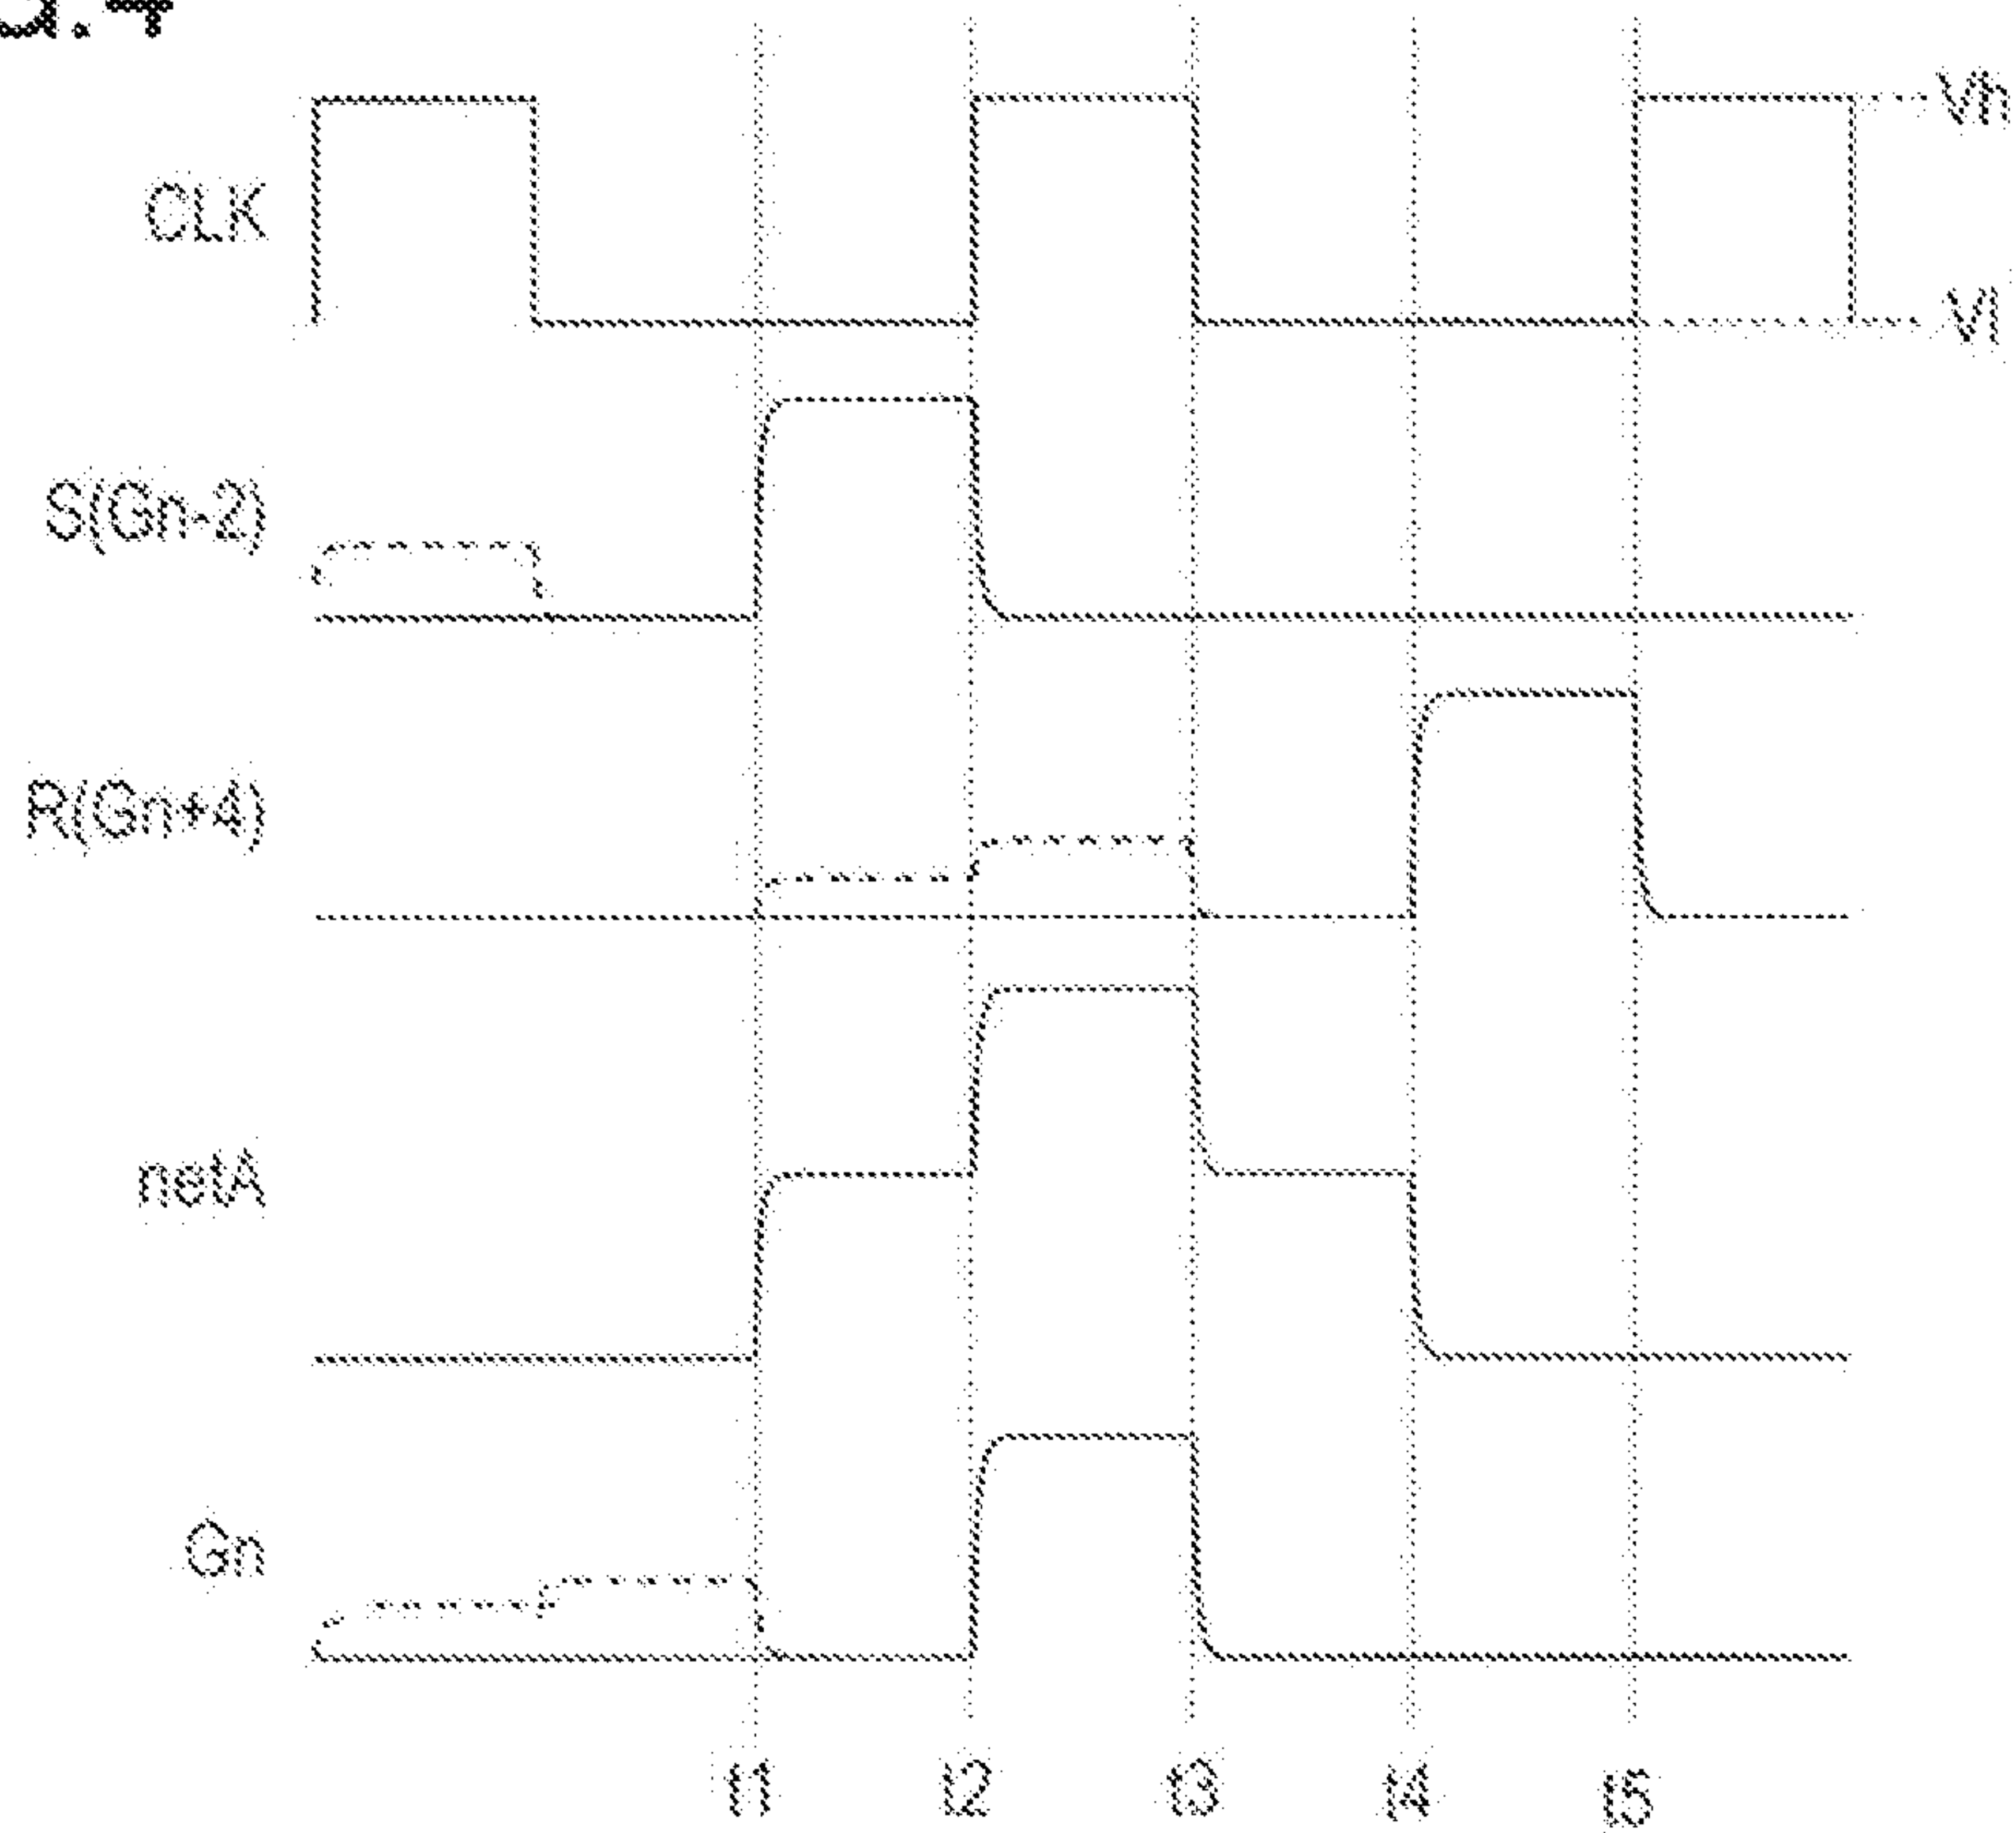 CLK
Vh
Vl
S(Gn-2)
R(Gn+4)
netA
Gn
t1 t2 t3 t4 t5